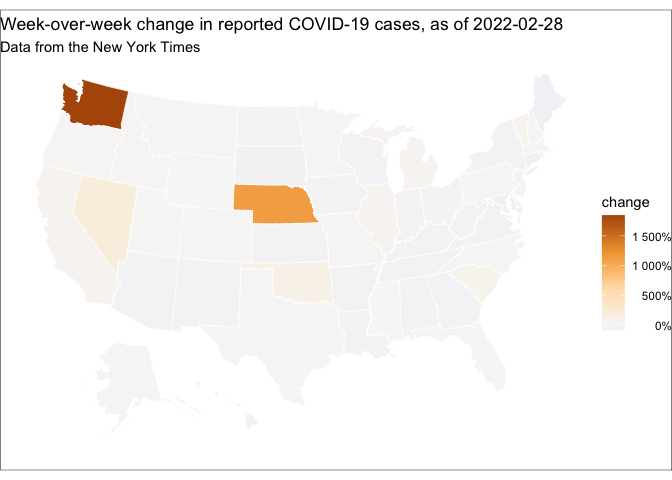 Week-over-week change in reported COVID-19 cases, as of 2022-02-28
Data from the New York Times
change
1 500%
1 000%
500%
0%